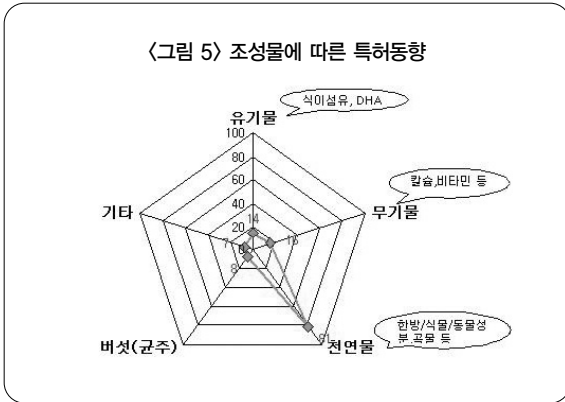 〈그림 5〉 조성물에 따른 특허동향
식이섬유, DHA
유기물
100
80
60
40
20
0
14
16
7
8
81
칼슘,비타민 등
무기물
기타
한방/식물/동물성
분,곡물 등
천연물
버섯(균주)